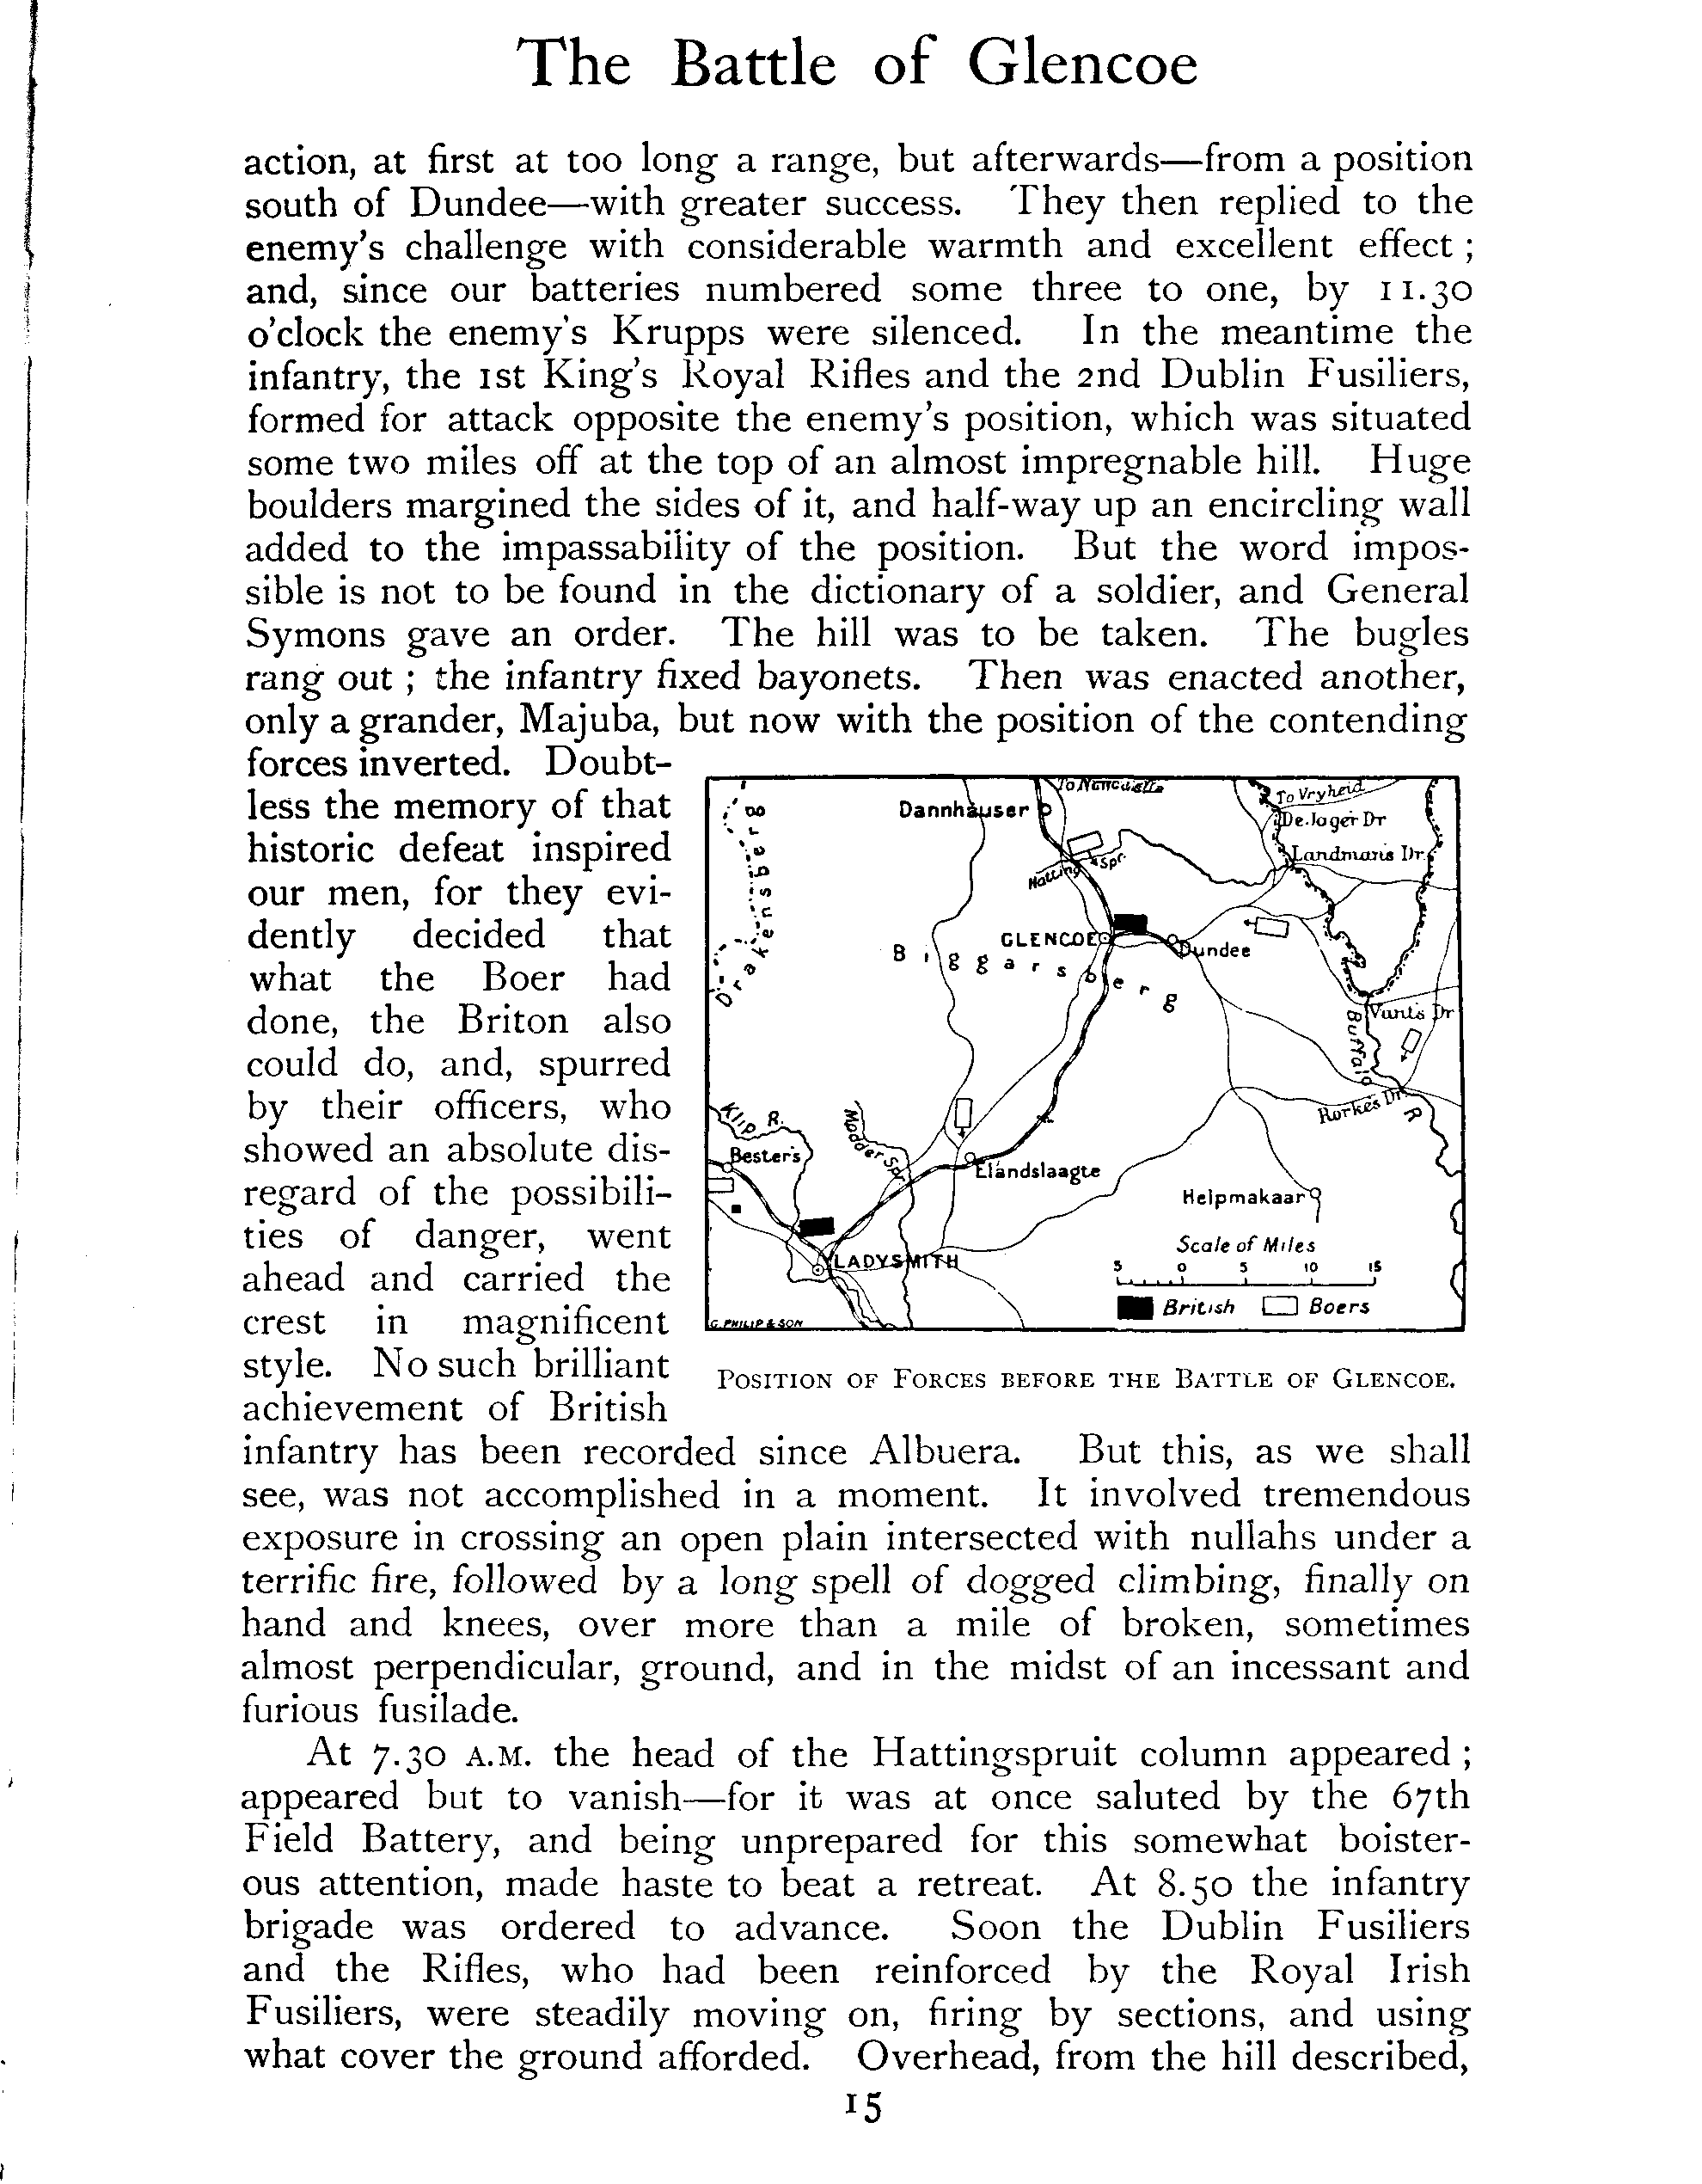 The Battle of Glencoe
action, at first at too long a range, but afterwards—from a position
south of Dundee—with greater success. They then replied to the
enemy's challenge with considerable warmth and excellent effect ;
and, since our batteries numbered some three to one, by 11.30
o'clock the enemy's Krupps were silenced. In the meantime the
infantry, the 1st King's Royal Rifles and the 2nd Dublin Fusiliers,
formed for attack opposite the enemy's position, which was situated
some two miles off at the top of an almost impregnable hill. Huge
boulders margined the sides of it, and half-way up an encircling wall
added to the impassability of the position. But the word impos-
sible is not to be found in the dictionary of a soldier, and General
Symons gave an order. The hill was to be taken. The bugles
rang out ; the infantry fixed bayonets. Then was enacted another,
only a grander, Majuba, but now with the position of the contending
forces inverted. Doubt-
less the memory of that
historic defeat inspired
our men, for they evi-
dently decided that
what the Boer had
done, the Briton also
could do, and, spurred
by their officers, who
showed an absolute dis-
regard of the possibili-
ties of danger, went
ahead and carried the
crest in magnificent
style. No such brilliant
achievement of British
To Newcastle
To Vryheid
Dannhauser
De Jager Dr
Landmans Dr.
Hatting Spr.
Drakensberg
GLENCOE
Dundee
Biggarsberg
Vants Dr
Buffalo R
Rorkes Dr
Klip R.
Modder Spr.
Besters
Elandslaagte
Helpmakaar
LADYSMITH
Scale of Miles
5 0 5 10 15
British Boers
G. PHILIP & SON
Position of Forces before the Battle of Glencoe.
infantry has been recorded since Albuera. But this, as we shall
see, was not accomplished in a moment. It involved tremendous
exposure in crossing an open plain intersected with nullahs under a
terrific fire, followed by a long spell of dogged climbing, finally on
hand and knees, over more than a mile of broken, sometimes
almost perpendicular, ground, and in the midst of an incessant and
furious fusilade.
At 7.30 A.M. the head of the Hattingspruit column appeared ;
appeared but to vanish—for it was at once saluted by the 67th
Field Battery, and being unprepared for this somewhat boister-
ous attention, made haste to beat a retreat. At 8.50 the infantry
brigade was ordered to advance. Soon the Dublin Fusiliers
and the Rifles, who had been reinforced by the Royal Irish
Fusiliers, were steadily moving on, firing by sections, and using
what cover the ground afforded. Overhead, from the hill described,
15